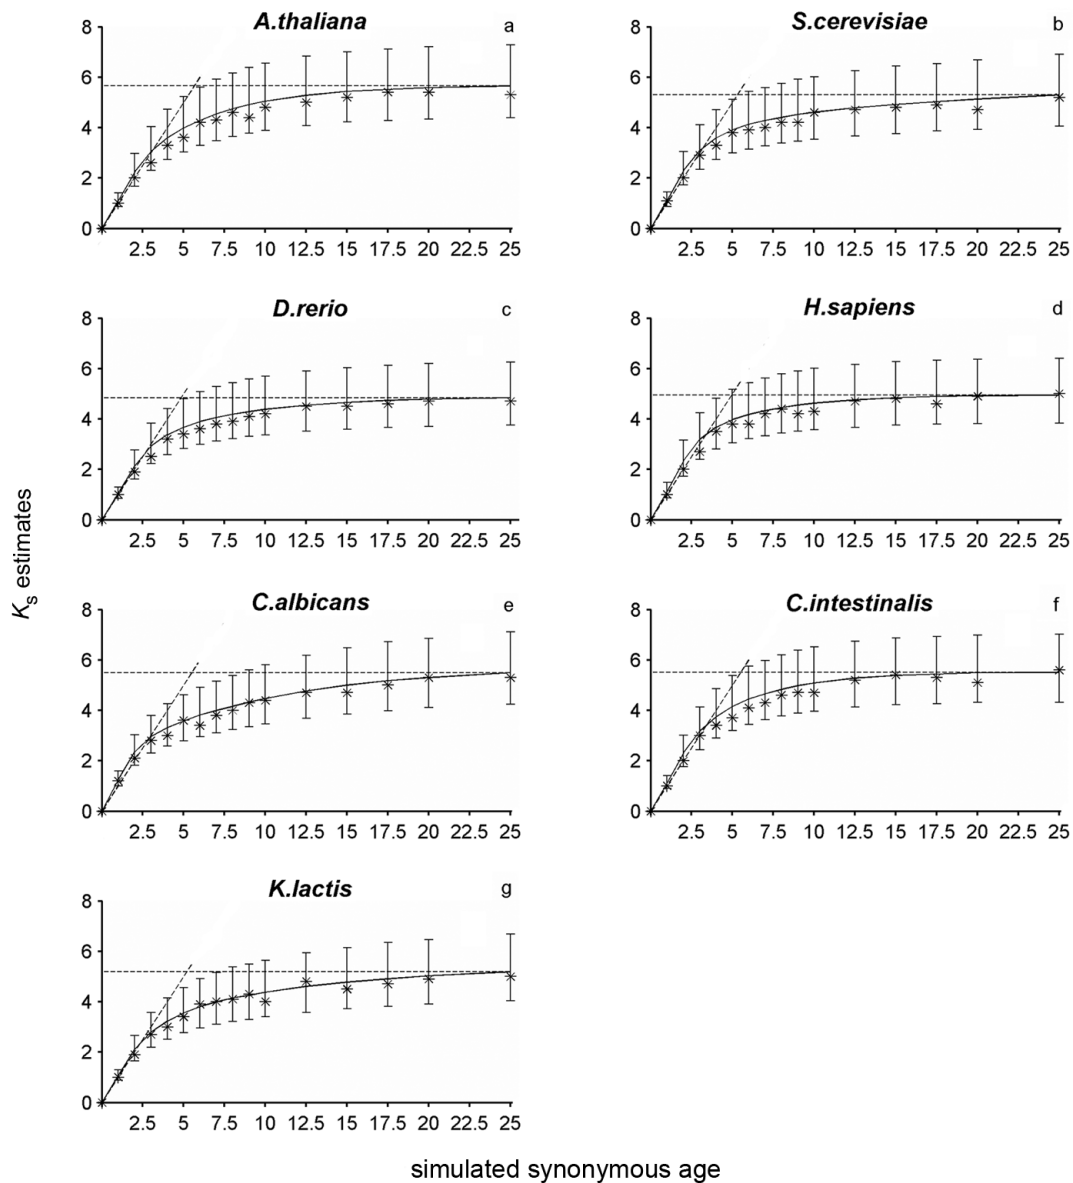 A.thaliana a
8
6
4
2
0
2.5 5 7.5 10 12.5 15 17.5 20 22.5 25
S.cerevisiae b
8
6
4
2
0
2.5 5 7.5 10 12.5 15 17.5 20 22.5 25
D.rerio c
8
6
4
2
0
2.5 5 7.5 10 12.5 15 17.5 20 22.5 25
H.sapiens d
8
6
4
2
0
2.5 5 7.5 10 12.5 15 17.5 20 22.5 25
Ks estimates
C.albicans e
8
6
4
2
0
2.5 5 7.5 10 12.5 15 17.5 20 22.5 25
C.intestinalis f
8
6
4
2
0
2.5 5 7.5 10 12.5 15 17.5 20 22.5 25
K.lactis g
8
6
4
2
0
2.5 5 7.5 10 12.5 15 17.5 20 22.5 25
simulated synonymous age